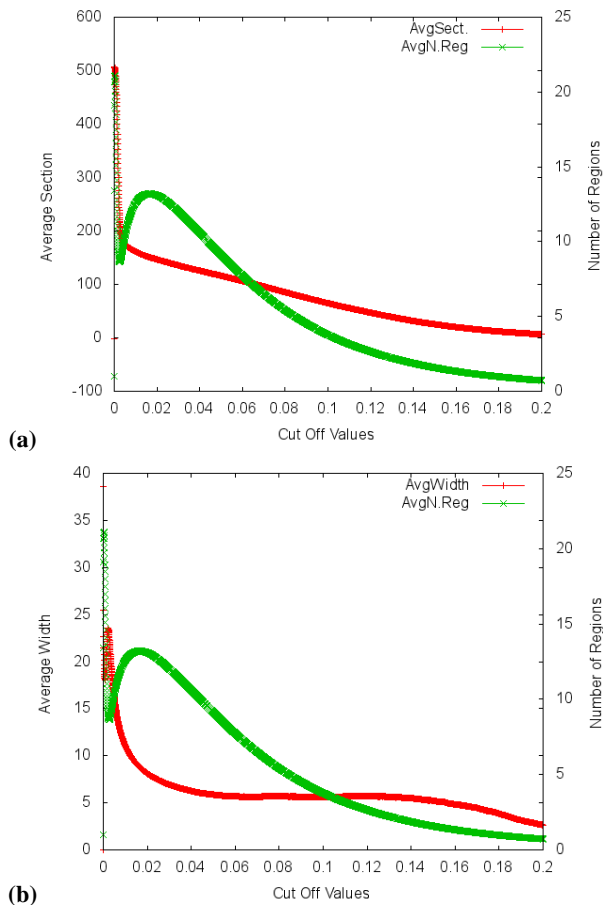 AvgSect.
AvgN.Reg
600
500
400
300
200
100
0
-100
25
20
15
10
5
0
Average Section
Number of Regions
0 0.02 0.04 0.06 0.08 0.1 0.12 0.14 0.16 0.18 0.2
Cut Off Values
(a)
AvgWidth
AvgN.Reg
40
35
30
25
20
15
10
5
0
25
20
15
10
5
0
Average Width
Number of Regions
0 0.02 0.04 0.06 0.08 0.1 0.12 0.14 0.16 0.18 0.2
Cut Off Values
(b)